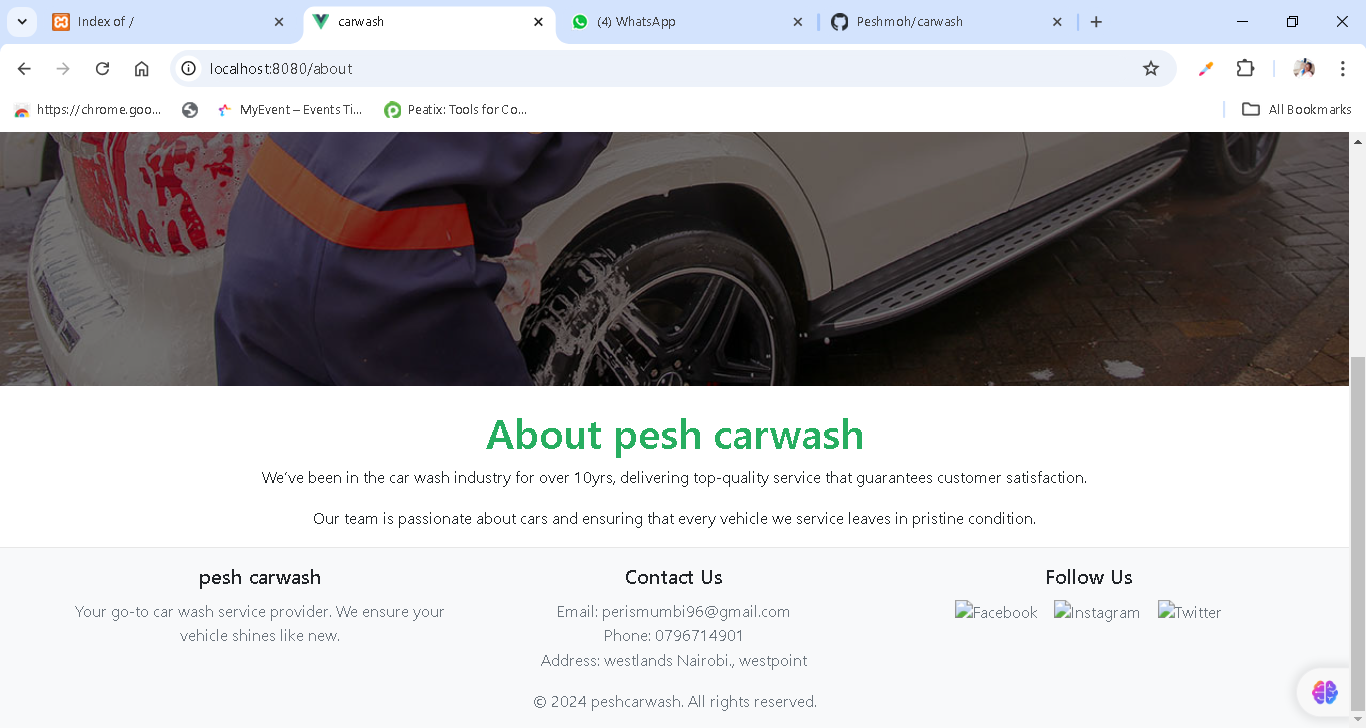 Index of /
carwash
(4) WhatsApp
Peshmoh/carwash
localhost:8080/about
https://chrome.goo...
MyEvent – Events Ti...
Peatix: Tools for Co...
All Bookmarks
About pesh carwash
We've been in the car wash industry for over 10yrs, delivering top-quality service that guarantees customer satisfaction.
Our team is passionate about cars and ensuring that every vehicle we service leaves in pristine condition.
pesh carwash
Your go-to car wash service provider. We ensure your
vehicle shines like new.
Contact Us
Email: perismumbi96@gmail.com
Phone: 0796714901
Address: westlands Nairobi., westpoint
Follow Us
Facebook
Instagram
Twitter
© 2024 peshcarwash. All rights reserved.